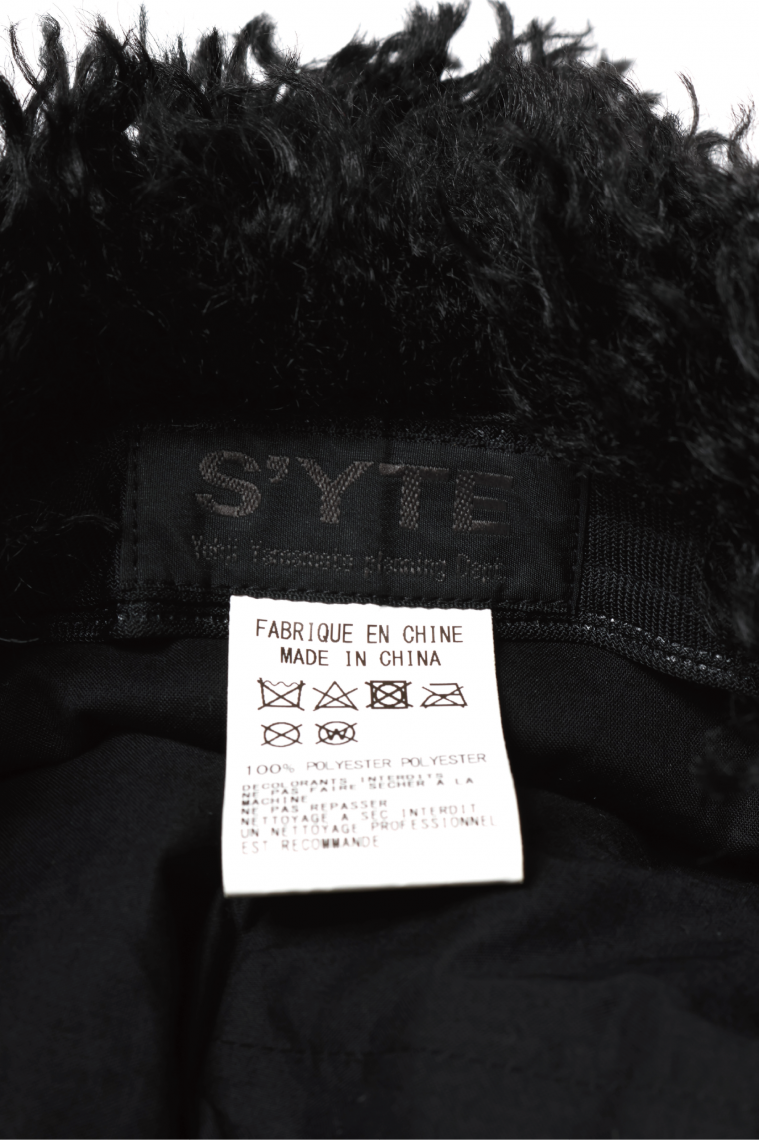 S'YTE
Yohji Yamamoto planning Dept.
FABRIQUE EN CHINE
MADE IN CHINA
W
100% POLYESTER POLYESTER
DECOLORANTS INTERDITS
NE PAS FAIRE SECHER A LA
MACHINE
NE PAS REPASSER
NETTOYAGE A SEC INTERDIT
UN NETTOYAGE PROFESSIONNEL
EST RECOMMANDE